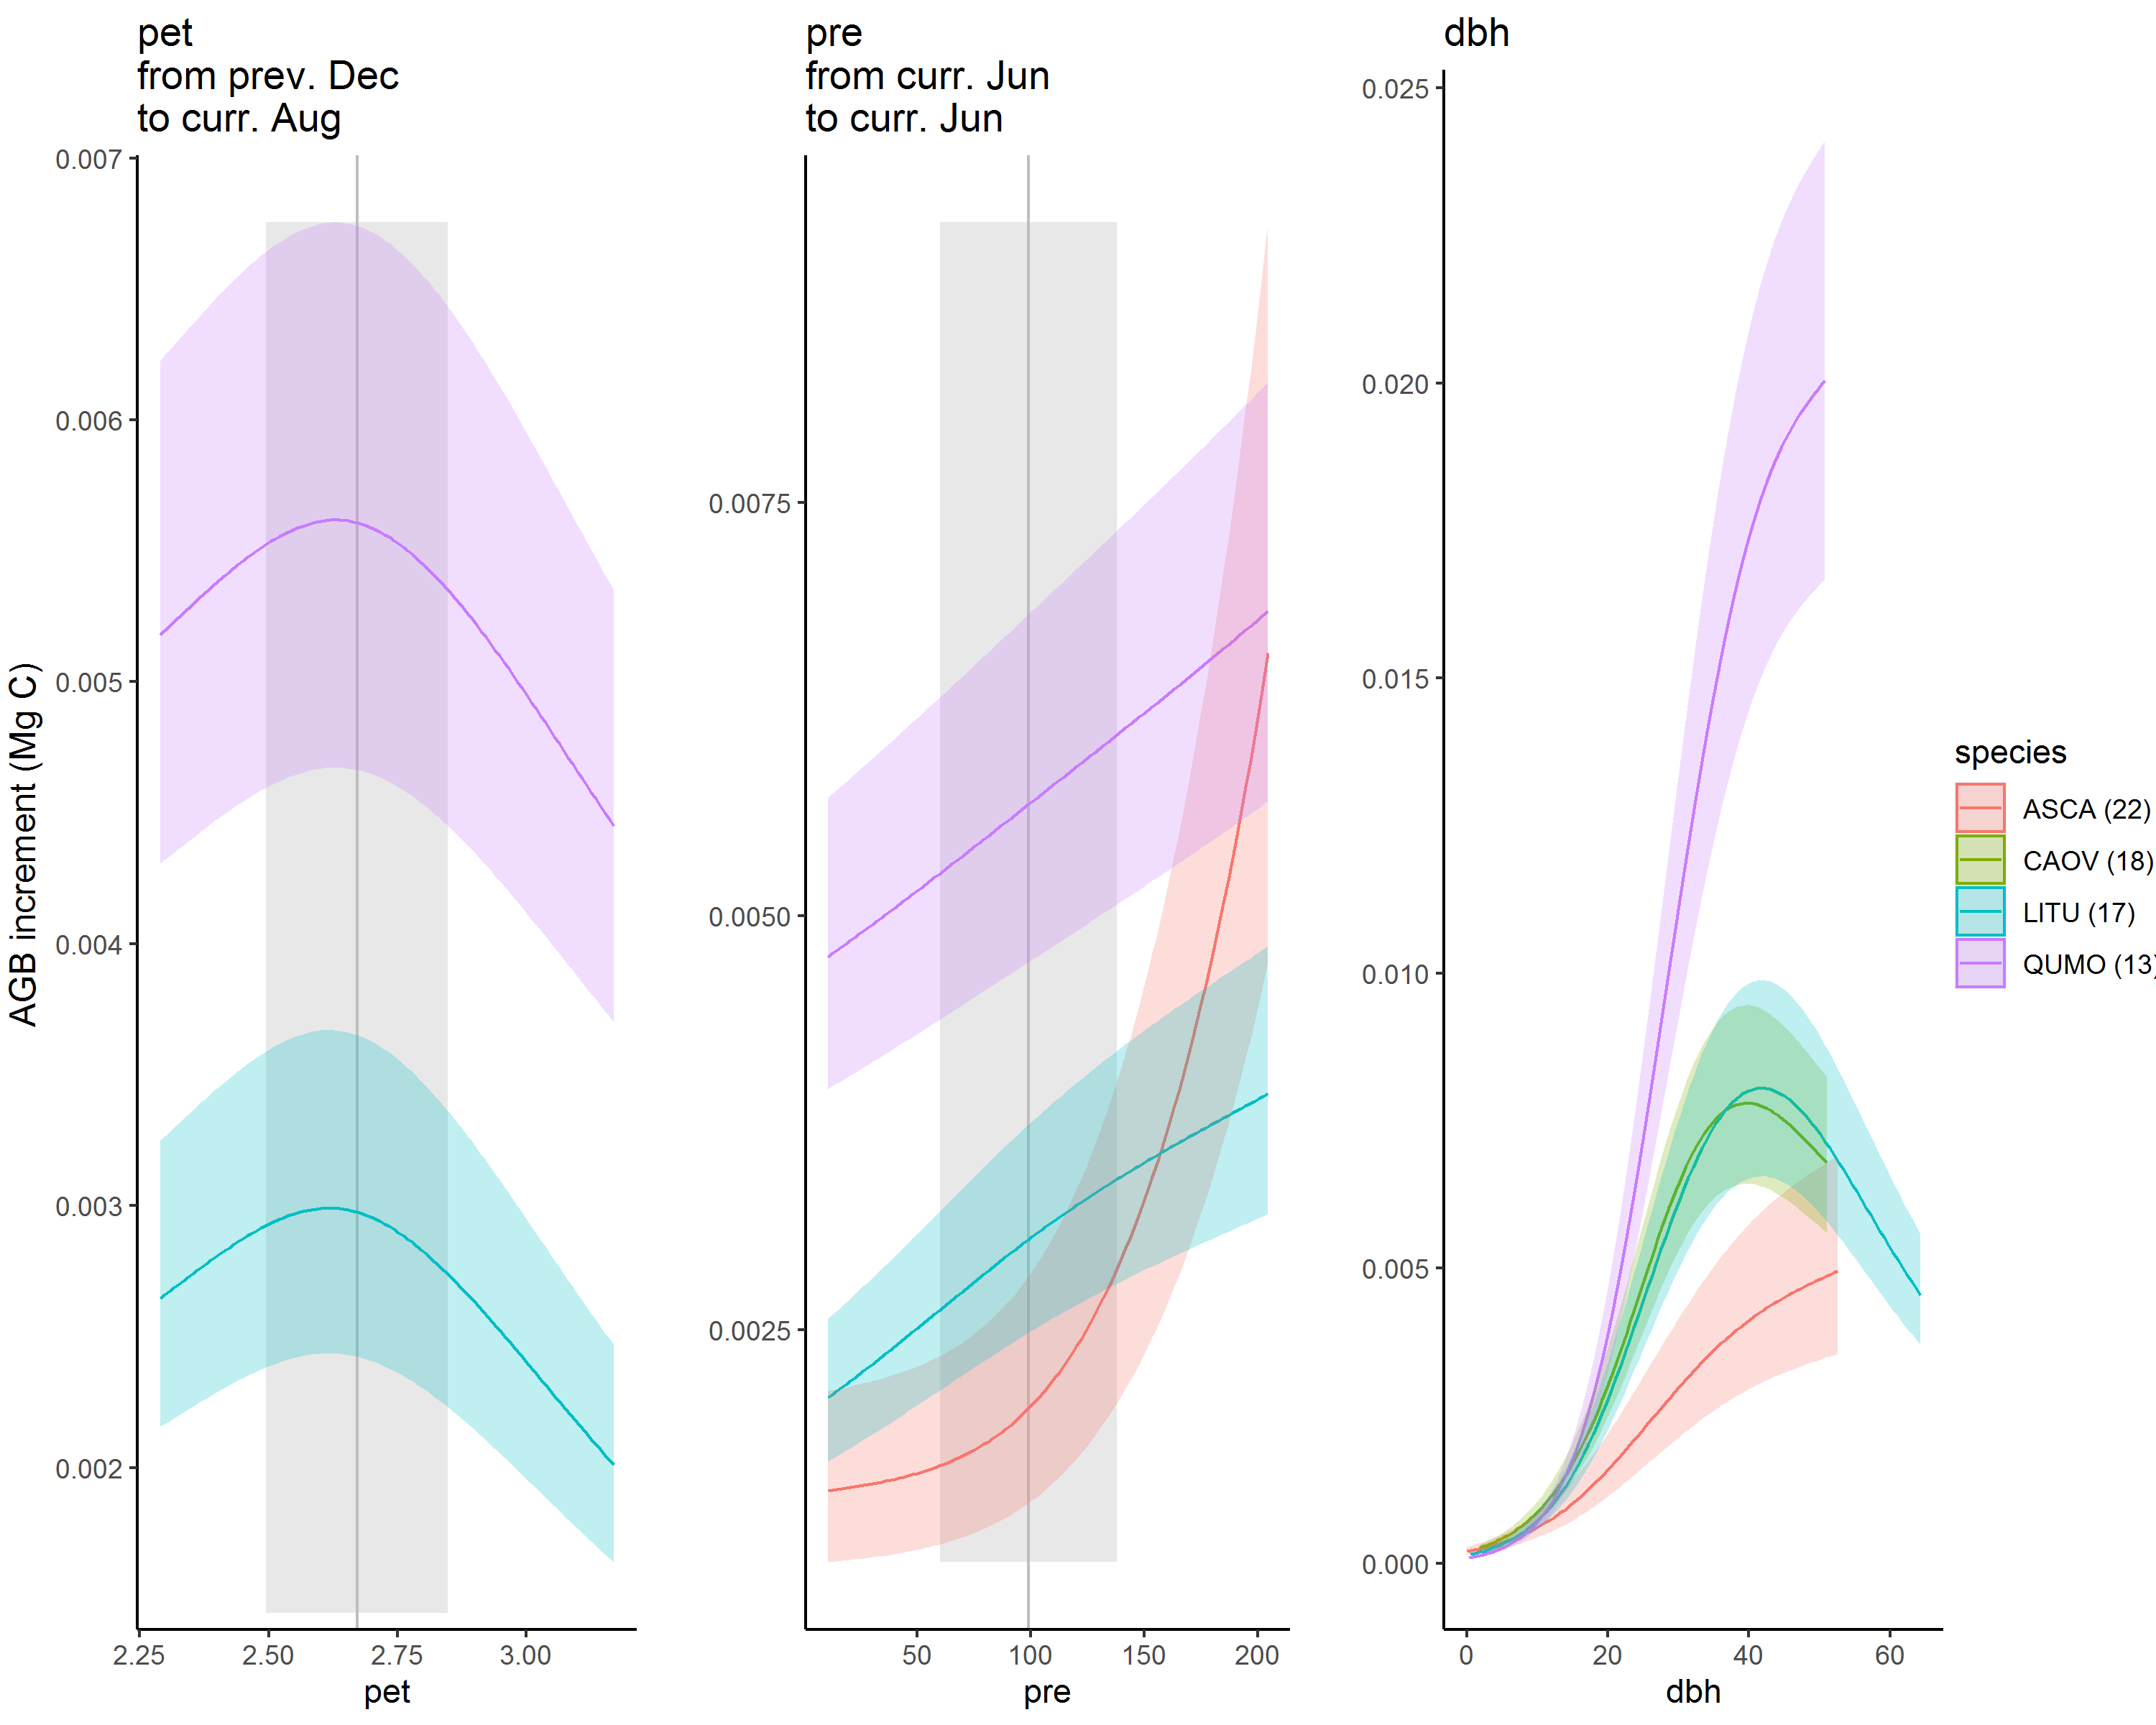 pet
from prev. Dec
to curr. Aug
pre
from curr. Jun
to curr. Jun
dbh
AGB increment (Mg C)
0.007
0.006
0.005
0.004
0.003
0.002
2.25 2.50 2.75 3.00
pet
0.0075
0.0050
0.0025
50 100 150 200
pre
0.025
0.020
0.015
0.010
0.005
0.000
0 20 40 60
dbh
species
ASCA (22)
CAOV (18)
LITU (17)
QUMO (13)